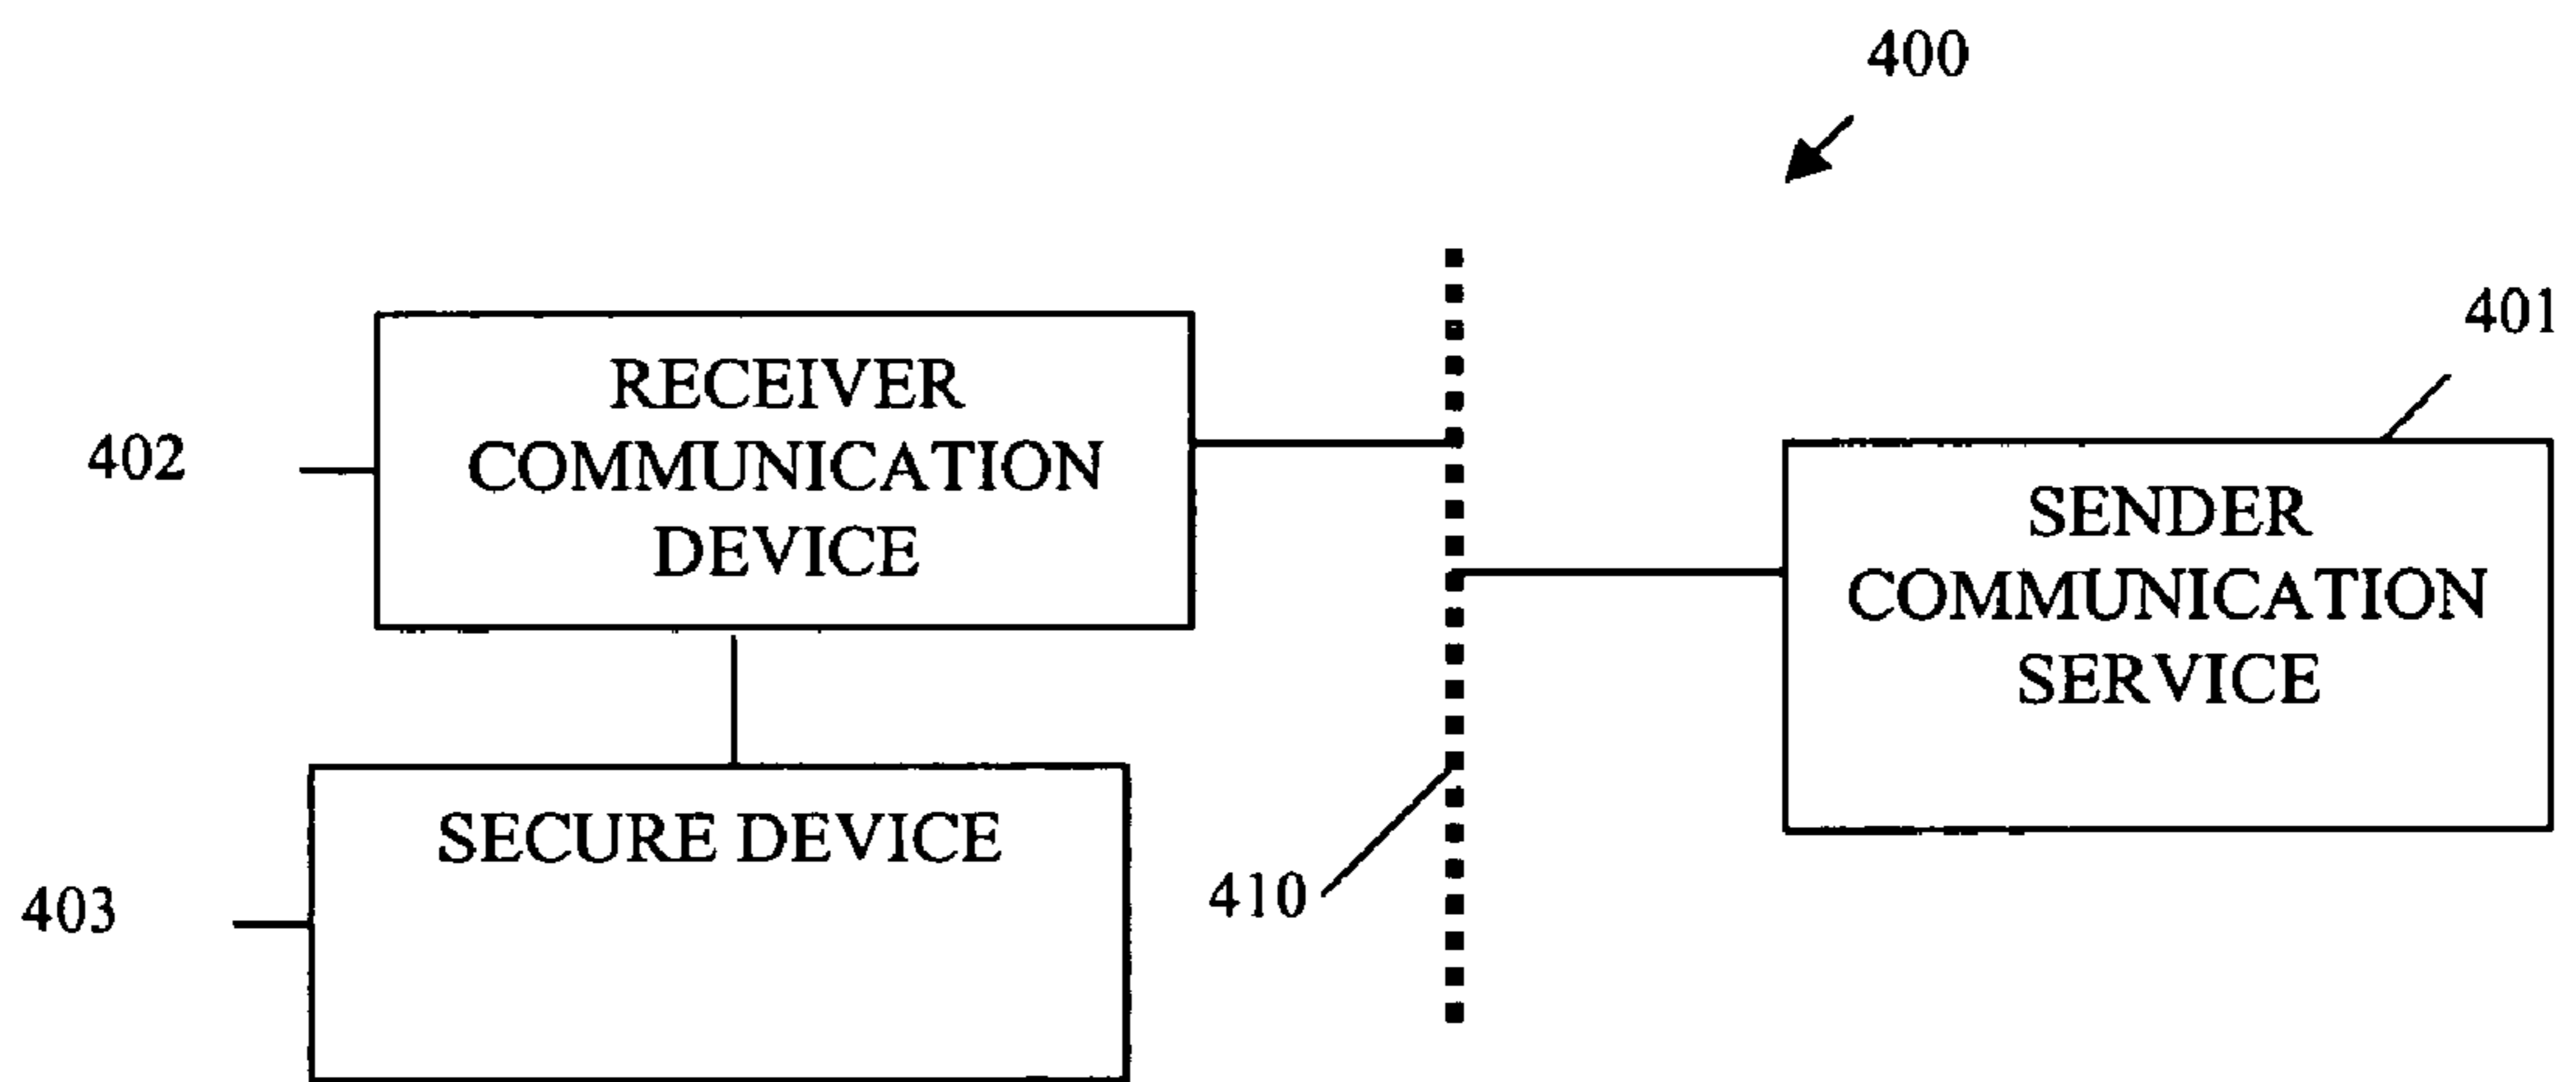 400
401
RECEIVER
COMMUNICATION
DEVICE
402
SENDER
COMMUNICATION
SERVICE
SECURE DEVICE
403
410